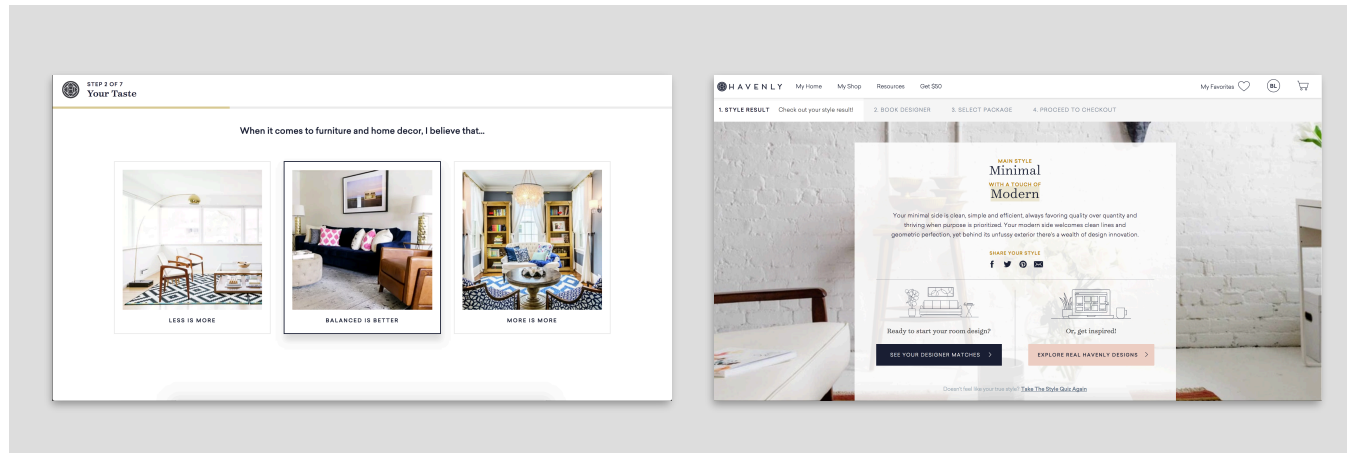 STEP 2 OF 7
Your Taste
When it comes to furniture and home decor, I believe that...
LESS IS MORE
BALANCED IS BETTER
MORE IS MORE
HAVENLY My Home My Shop Resources Get $50 My Favorites BL
1. STYLE RESULT Check out your style result! 2. BOOK DESIGNER 3. SELECT PACKAGE 4. PROCEED TO CHECKOUT
MAIN STYLE
Minimal
WITH A TOUCH OF
Modern
Your minimal side is clean, simple and efficient, always favoring quality over quantity and
thriving when purpose is prioritized. Your modern side welcomes clean lines and
geometric perfection, yet behind its unfussy exterior there's a wealth of design innovation.
SHARE YOUR STYLE
Ready to start your room design?
Or, get inspired!
SEE YOUR DESIGNER MATCHES
EXPLORE REAL HAVENLY DESIGNS
Doesn't feel like your true style? Take The Style Quiz Again